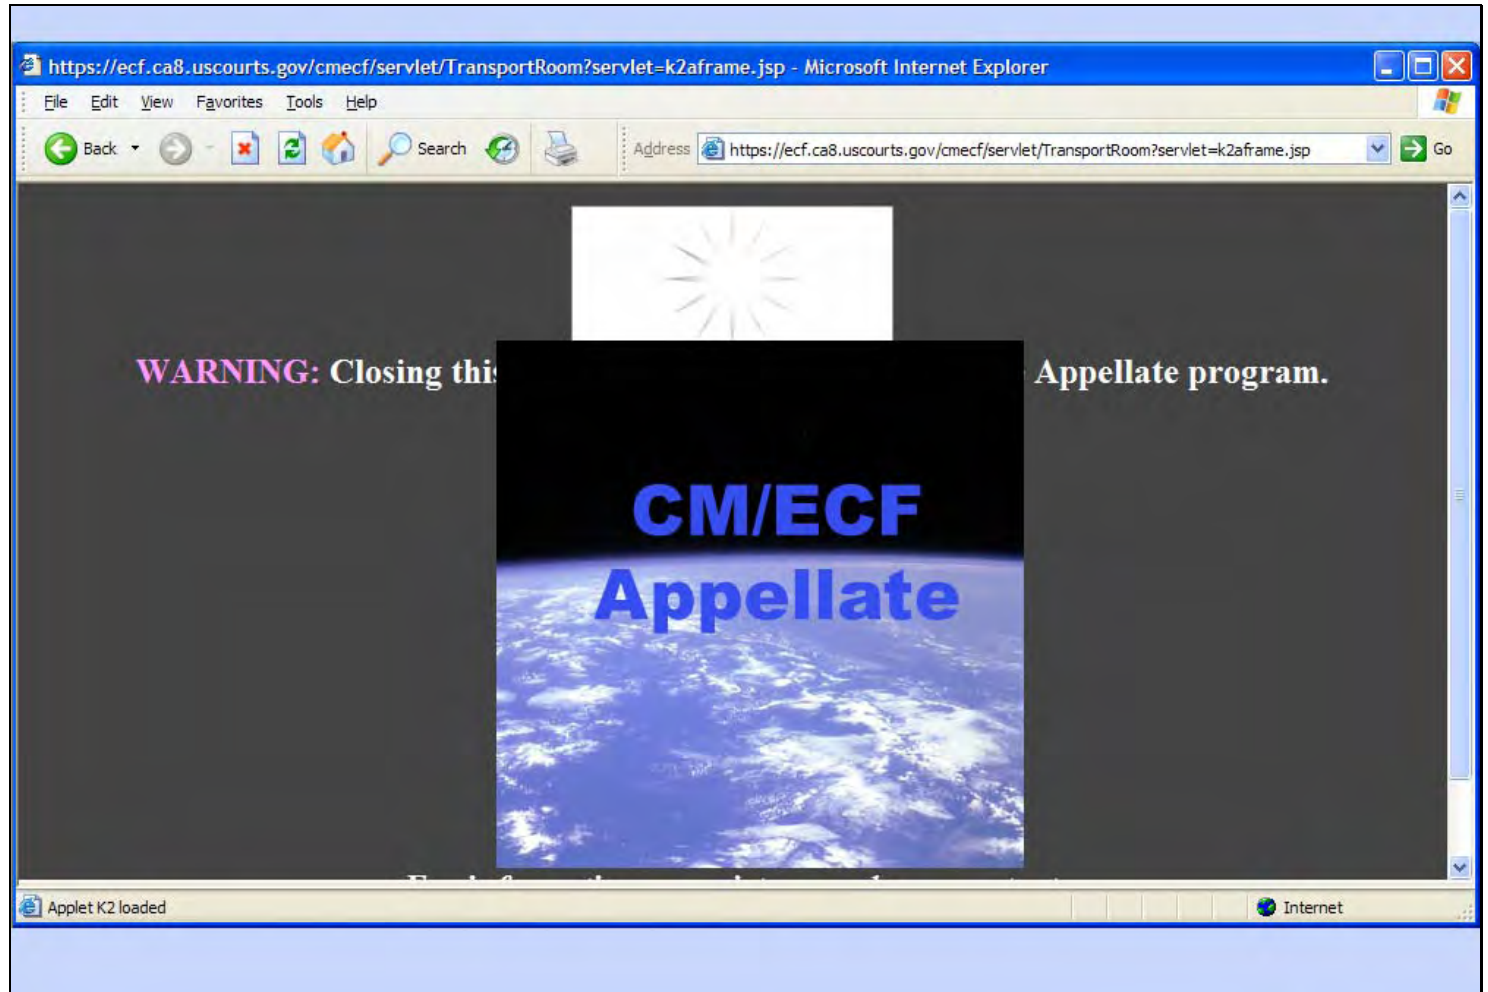 https://ecf.ca8.uscourts.gov/cmecf/servlet/TransportRoom?servlet=k2aframe.jsp - Microsoft Internet Explorer
File Edit View Favorites Tools Help
Back Search Address https://ecf.ca8.uscourts.gov/cmecf/servlet/TransportRoom?servlet=k2aframe.jsp Go
WARNING: Closing this Appellate program.
CM/ECF
Appellate
Applet K2 loaded Internet